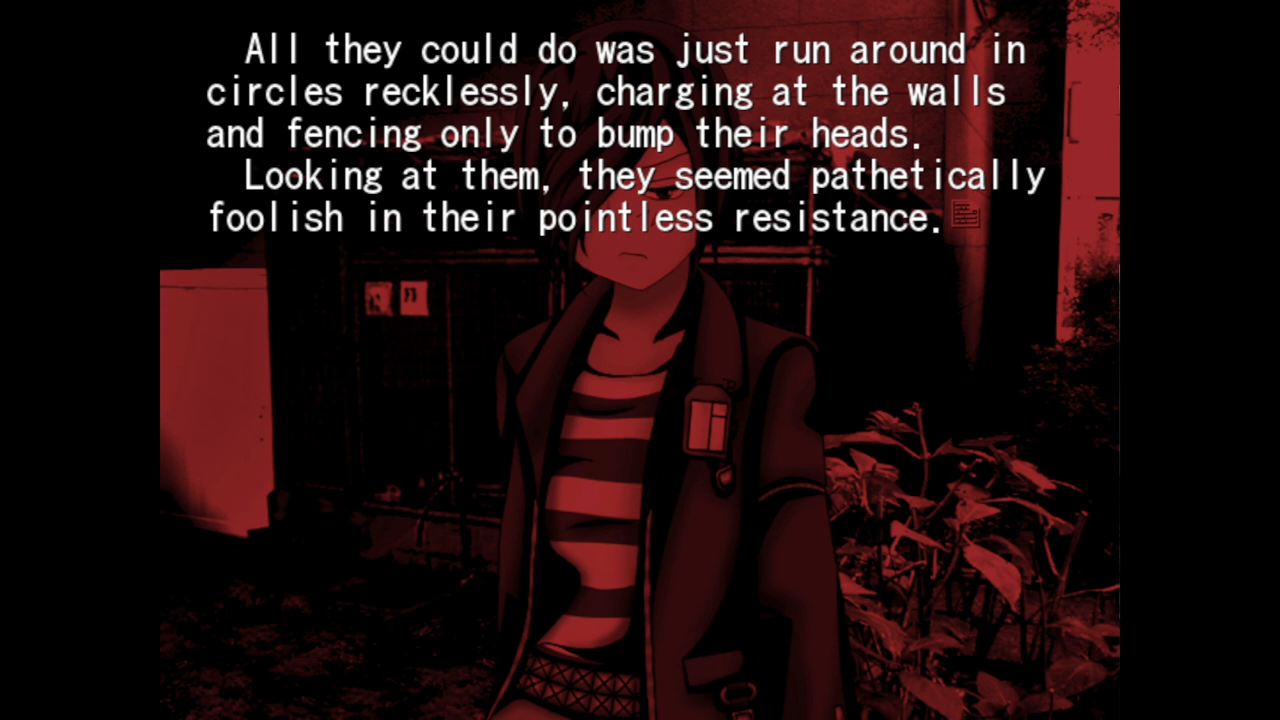 All they could do was just run around in
circles recklessly, charging at the walls
and fencing only to bump their heads.
Looking at them, they seemed pathetically
foolish in their pointless resistance.